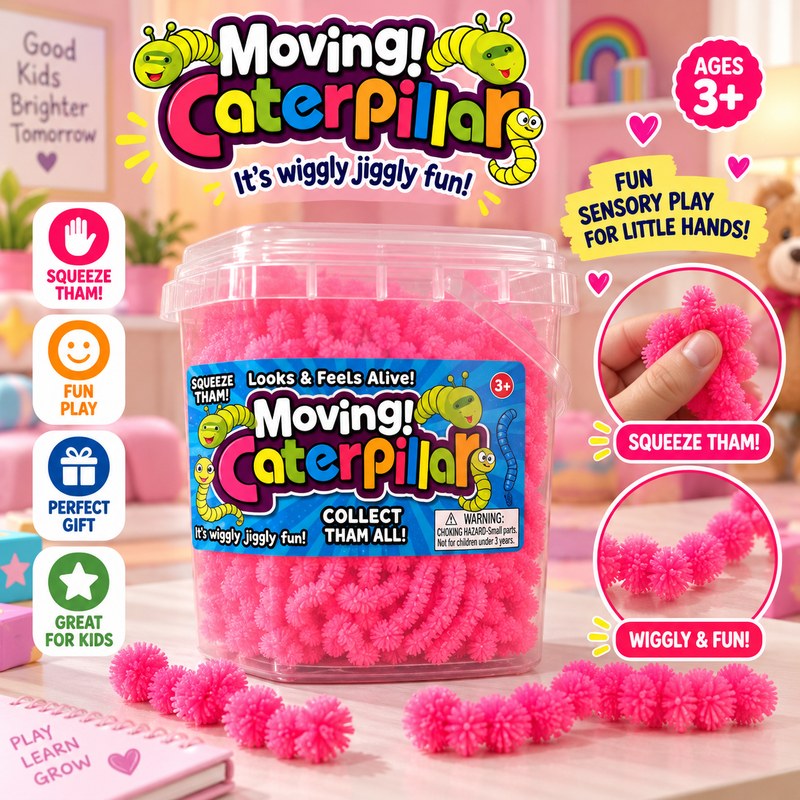 Good
Kids
Brighter
Tomorrow
Moving!
Caterpillar
It's wiggly jiggly fun!
AGES
3+
FUN
SENSORY PLAY
FOR LITTLE HANDS!
SQUEEZE
THAM!
FUN
PLAY
PERFECT
GIFT
GREAT
FOR KIDS
SQUEEZE
THAM!
Looks & Feels Alive!
3+
Moving!
Caterpillar
It's wiggly jiggly fun!
COLLECT
THAM ALL!
WARNING:
CHOKING HAZARD-Small parts.
Not for children under 3 years.
SQUEEZE THAM!
WIGGLY & FUN!
PLAY
LEARN
GROW